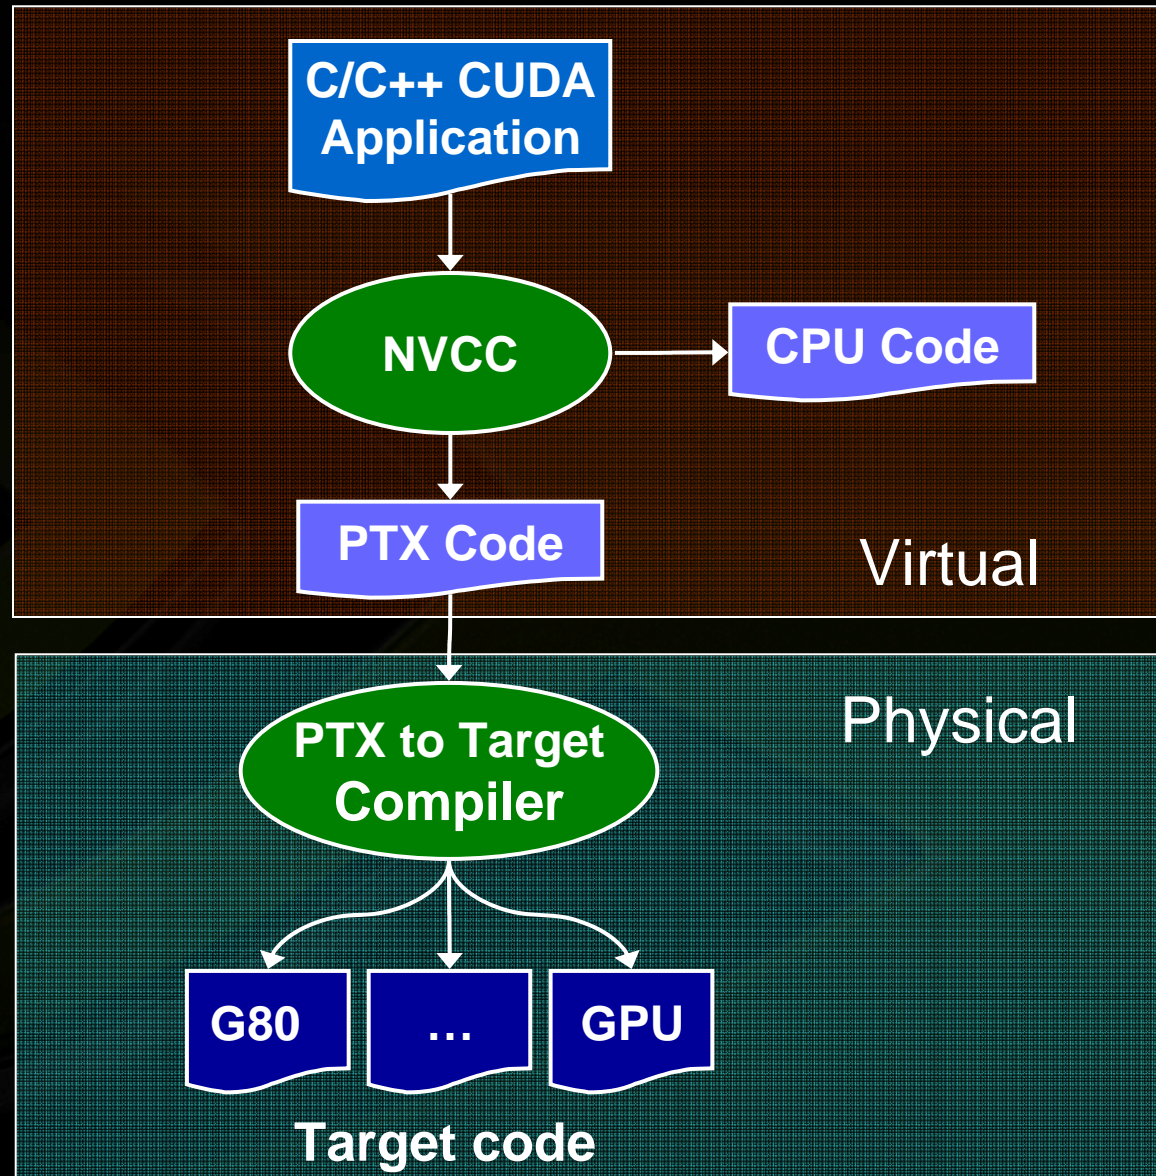 C/C++ CUDA
Application
NVCC
CPU Code
PTX Code
Virtual
Physical
PTX to Target
Compiler
G80
…
GPU
Target code